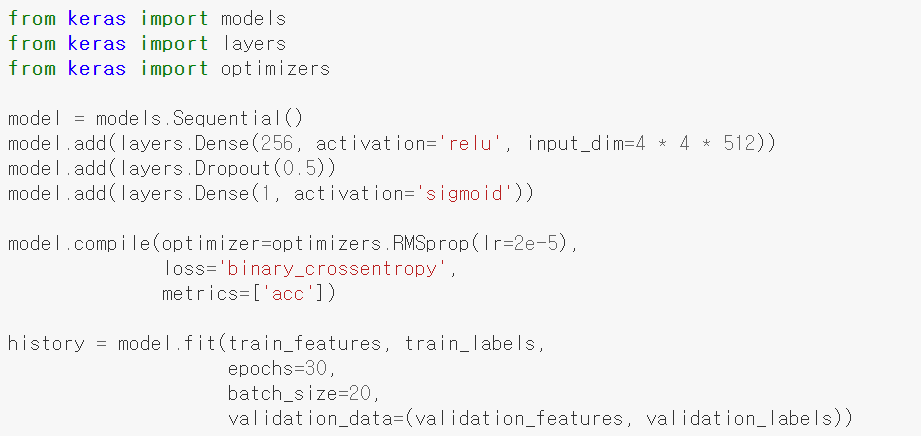 from keras import models
from keras import layers
from keras import optimizers

model = models.Sequential()
model.add(layers.Dense(256, activation='relu', input_dim=4 * 4 * 512))
model.add(layers.Dropout(0.5))
model.add(layers.Dense(1, activation='sigmoid'))

model.compile(optimizer=optimizers.RMSprop(lr=2e-5),
              loss='binary_crossentropy',
              metrics=['acc'])

history = model.fit(train_features, train_labels,
                    epochs=30,
                    batch_size=20,
                    validation_data=(validation_features, validation_labels))